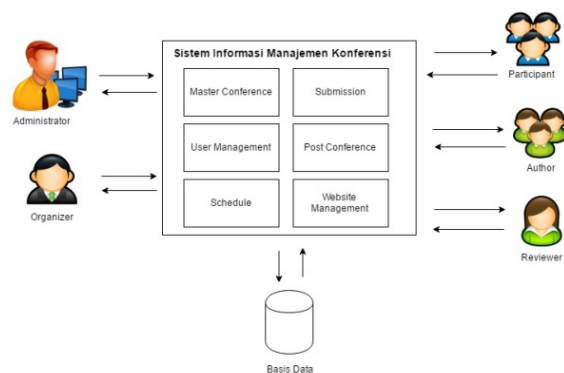 Sistem Informasi Manajemen Konferensi
Master Conference
Submission
User Management
Post Conference
Schedule
Website
Management
Administrator
Organizer
Participant
Author
Reviewer
Basis Data